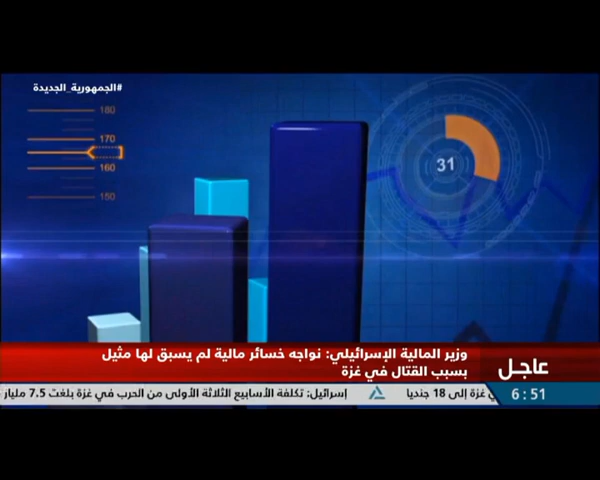 #الجمهورية_الجديدة
180
170
160
150
31
وزير المالية الإسرائيلي: نواجه خسائر مالية لم يسبق لها مثيل
بسبب القتال في غزة
عاجل
غزة إلى 18 جنديا
إسرائيل: تكلفة الأسابيع الثلاثة الأولى من الحرب في غزة بلغت 7.5 مليار
6:51